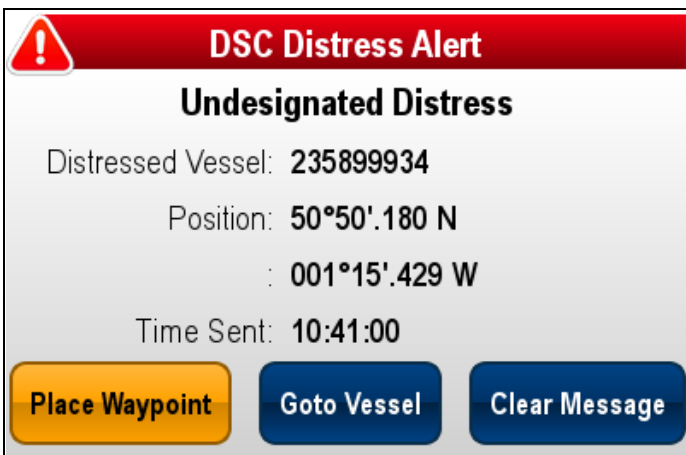 DSC Distress Alert
Undesignated Distress
Distressed Vessel: 235899934
Position: 50°50'.180 N
: 001°15'.429 W
Time Sent: 10:41:00
Place Waypoint Goto Vessel Clear Message